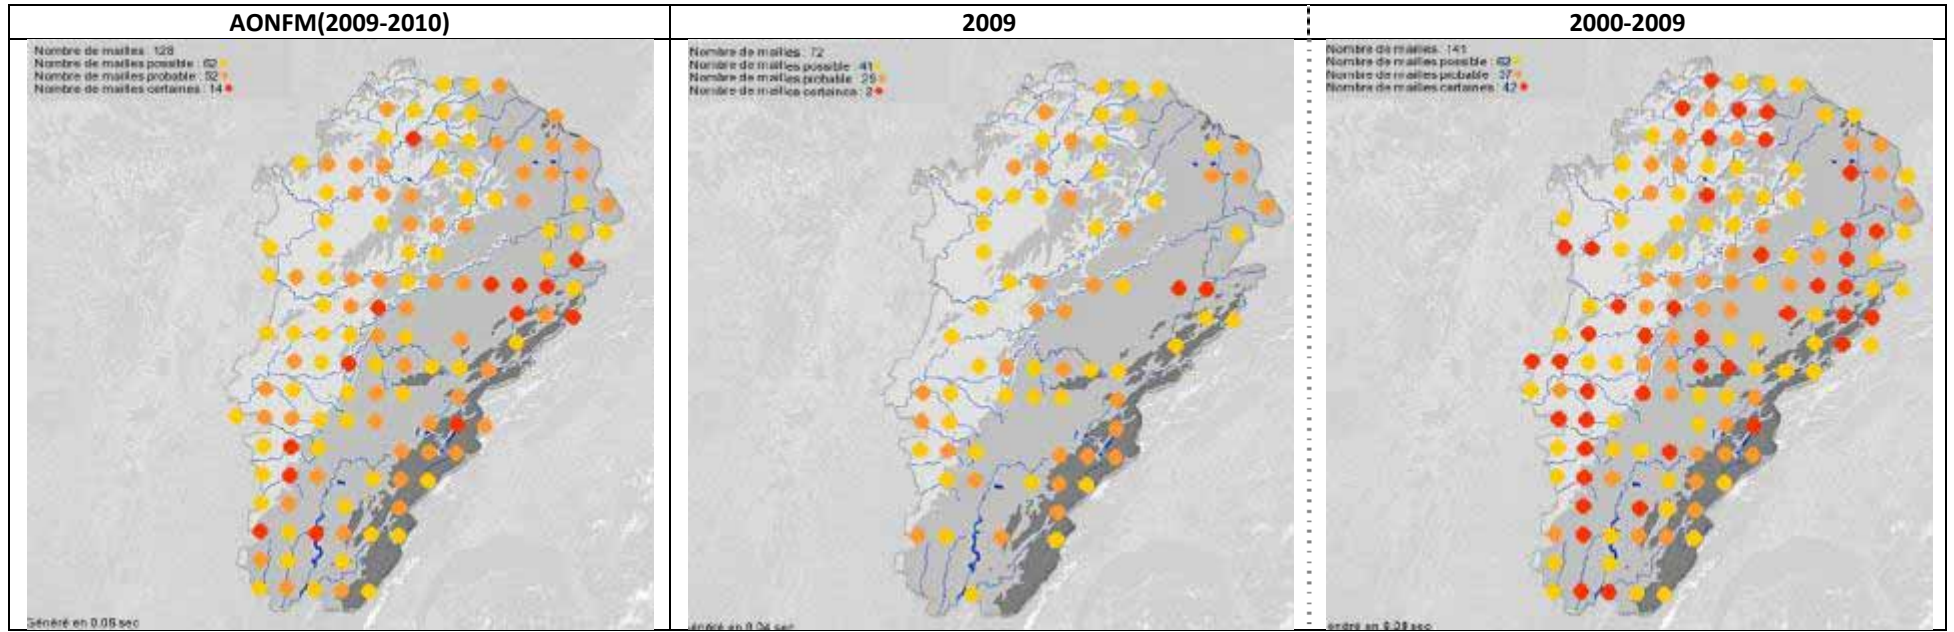 AONFM(2009-2010)
2009
2000-2009
Nombre de mailles : 128
Nombre de mailles possible : 62
Nombre de mailles probable : 52
Nombre de mailles certaines : 14
Nombre de mailles : 72
Nombre de mailles possible : 41
Nombre de mailles probable :
Nombre de mailles certaines :
Nombre de mailles : 141
Nombre de mailles possible : 62
Nombre de mailles probable : 37
Nombre de mailles certaines : 42
Généré en 0.06 sec